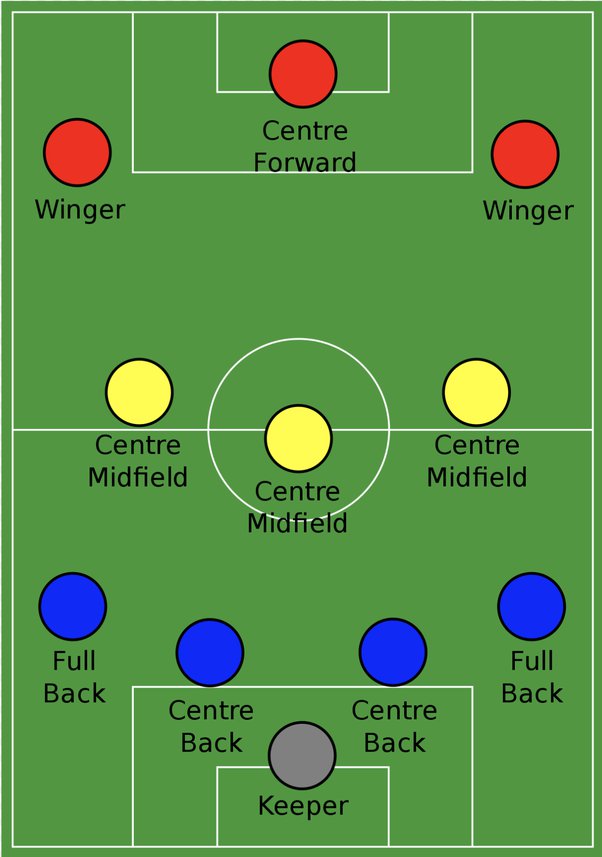 Centre
Forward
Winger
Winger
Centre
Midfield
Centre
Midfield
Centre
Midfield
Full
Back
Centre
Back
Centre
Back
Full
Back
Keeper